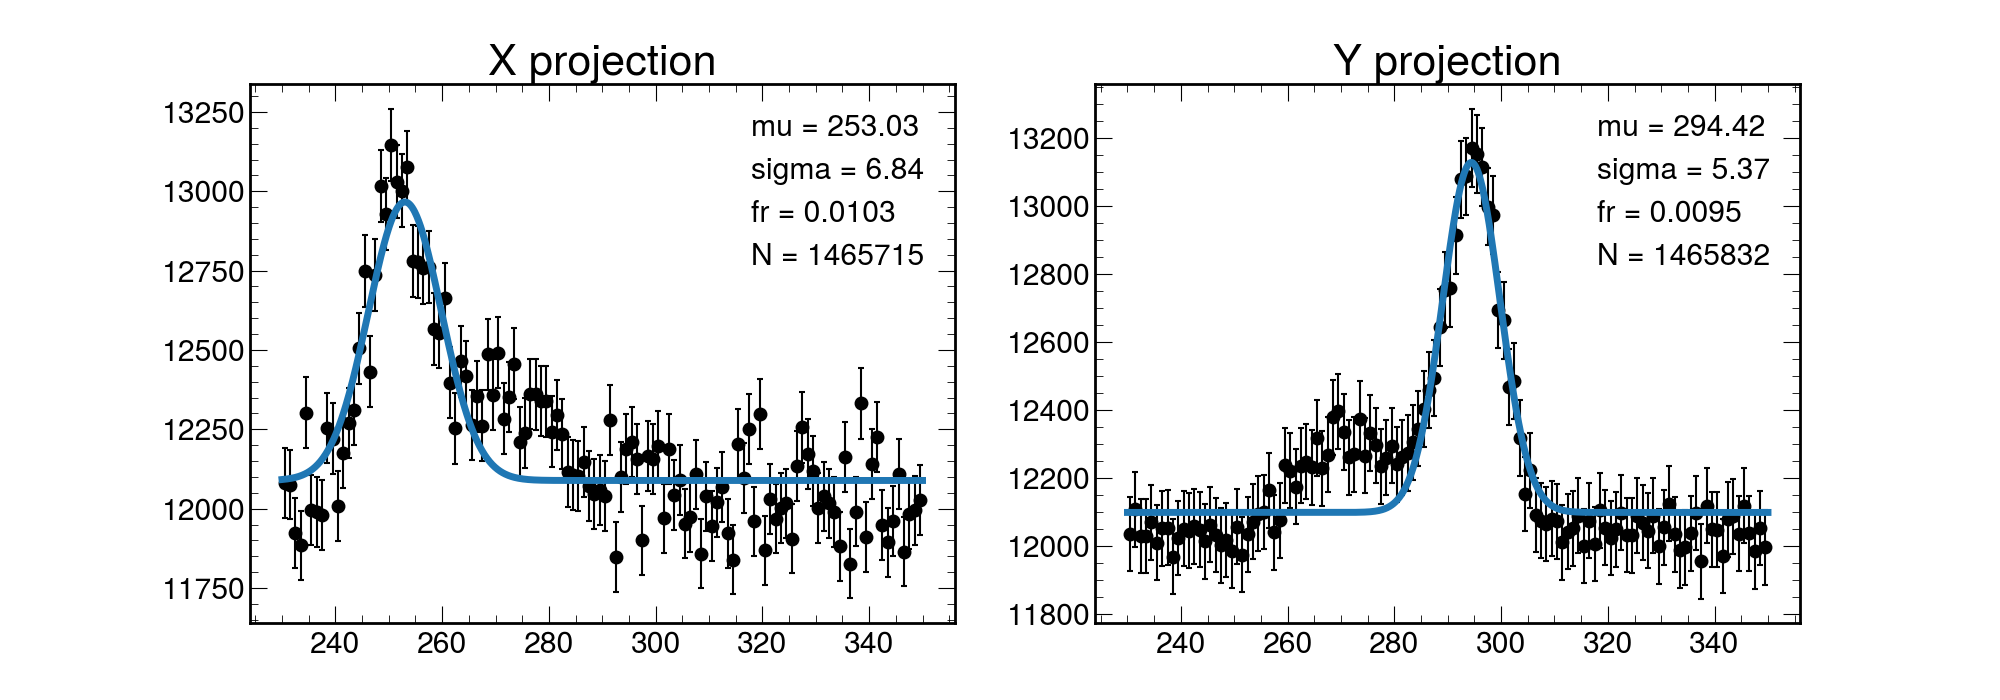 X projection
13250
13000
12750
12500
12250
12000
11750
240 260 280 300 320 340
mu = 253.03
sigma = 6.84
fr = 0.0103
N = 1465715
Y projection
13200
13000
12800
12600
12400
12200
12000
11800
240 260 280 300 320 340
mu = 294.42
sigma = 5.37
fr = 0.0095
N = 1465832